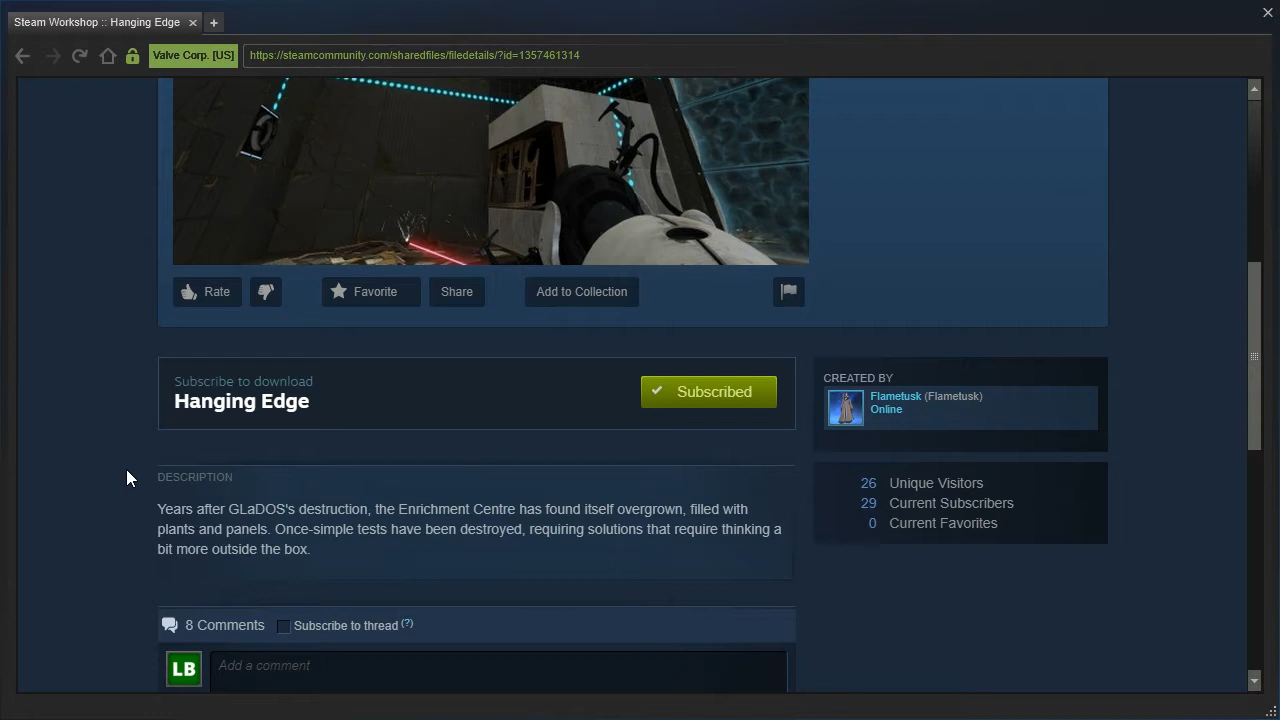 Steam Workshop :: Hanging Edge
Valve Corp. [US]
https://steamcommunity.com/sharedfiles/filedetails/?id=1357461314
Rate
Favorite
Share
Add to Collection
Subscribe to download
Hanging Edge
Subscribed
CREATED BY
Flametusk (Flametusk)
Online
26 Unique Visitors
29 Current Subscribers
0 Current Favorites
DESCRIPTION
Years after GLaDOS's destruction, the Enrichment Centre has found itself overgrown, filled with
plants and panels. Once-simple tests have been destroyed, requiring solutions that require thinking a
bit more outside the box.
8 Comments
Subscribe to thread (?)
LB
Add a comment